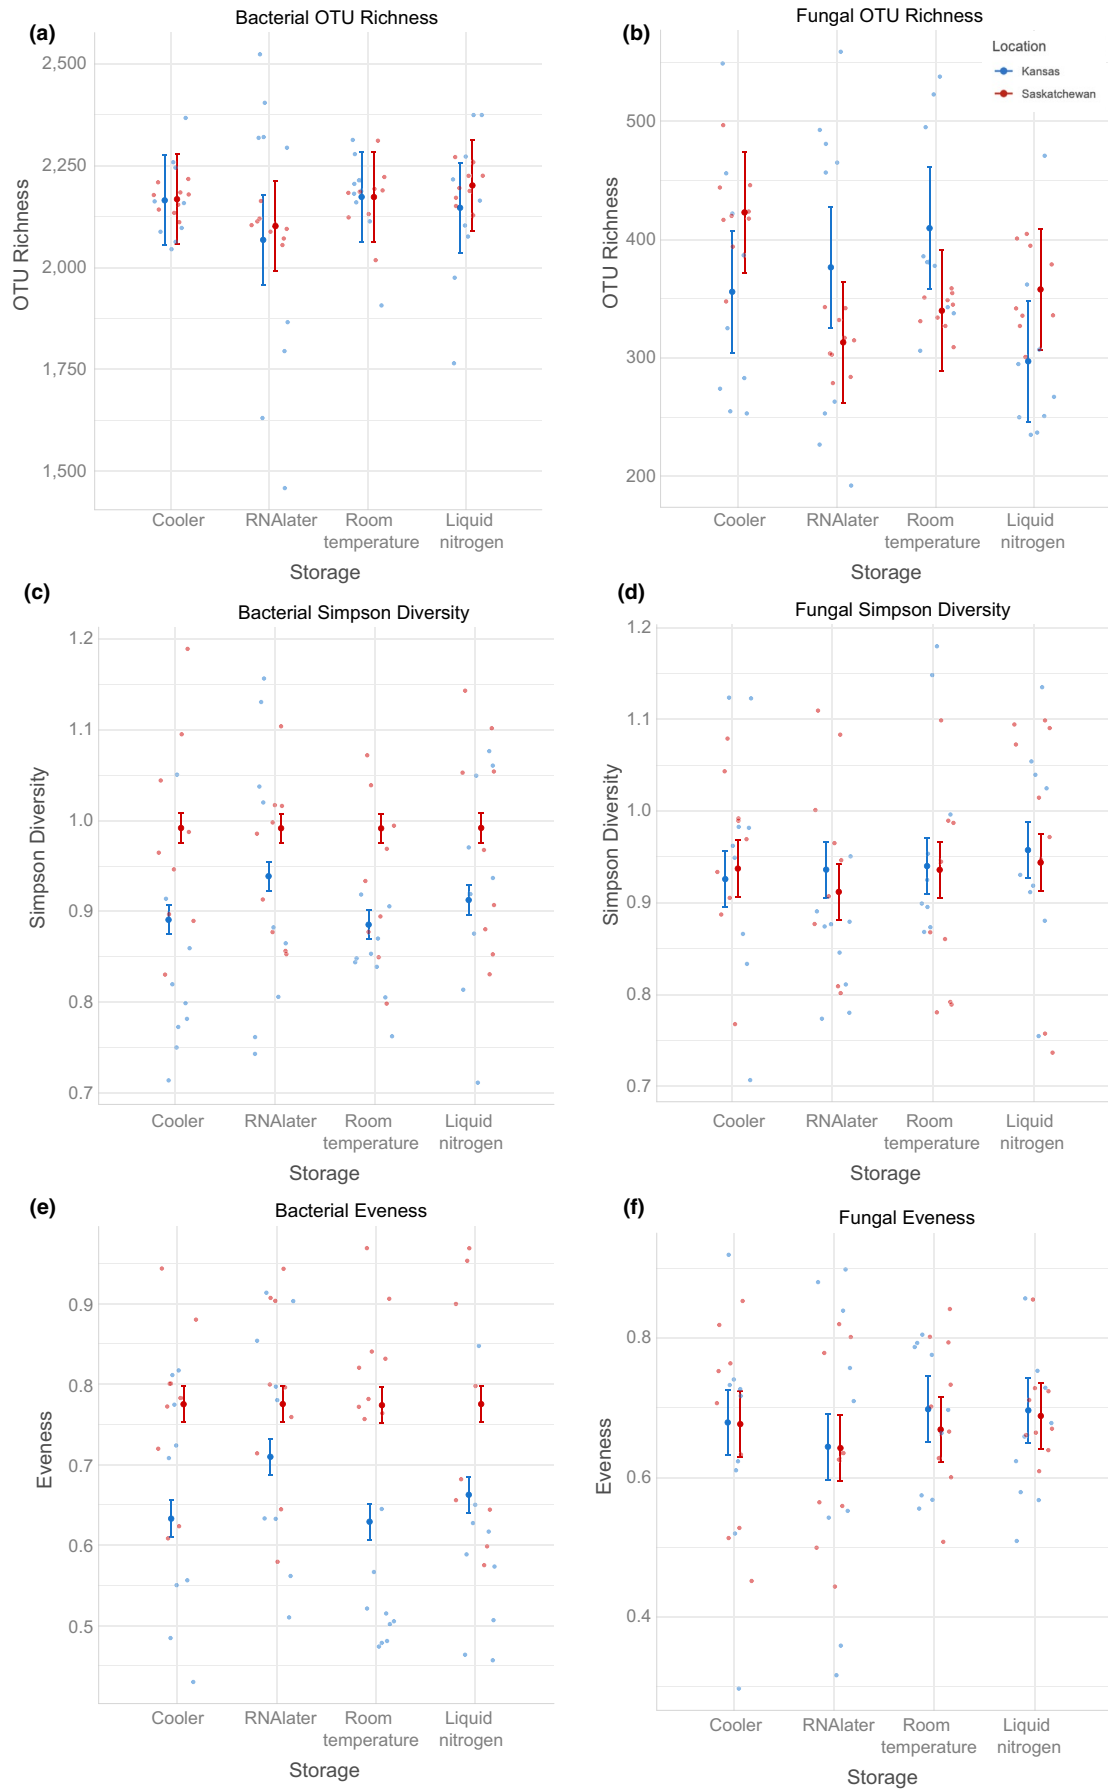 (a)
Bacterial OTU Richness
2,500
2,250
2,000
1,750
1,500
OTU Richness
Cooler
RNAlater
Room
temperature
Liquid
nitrogen
Storage
(b)
Fungal OTU Richness
Location
Kansas
Saskatchewan
500
400
300
200
OTU Richness
Cooler
RNAlater
Room
temperature
Liquid
nitrogen
Storage
(c)
Bacterial Simpson Diversity
1.2
1.1
1.0
0.9
0.8
0.7
Simpson Diversity
Cooler
RNAlater
Room
temperature
Liquid
nitrogen
Storage
(d)
Fungal Simpson Diversity
1.2
1.1
1.0
0.9
0.8
0.7
Simpson Diversity
Cooler
RNAlater
Room
temperature
Liquid
nitrogen
Storage
(e)
Bacterial Eveness
0.9
0.8
0.7
0.6
0.5
Eveness
Cooler
RNAlater
Room
temperature
Liquid
nitrogen
Storage
(f)
Fungal Eveness
0.8
0.6
0.4
Eveness
Cooler
RNAlater
Room
temperature
Liquid
nitrogen
Storage